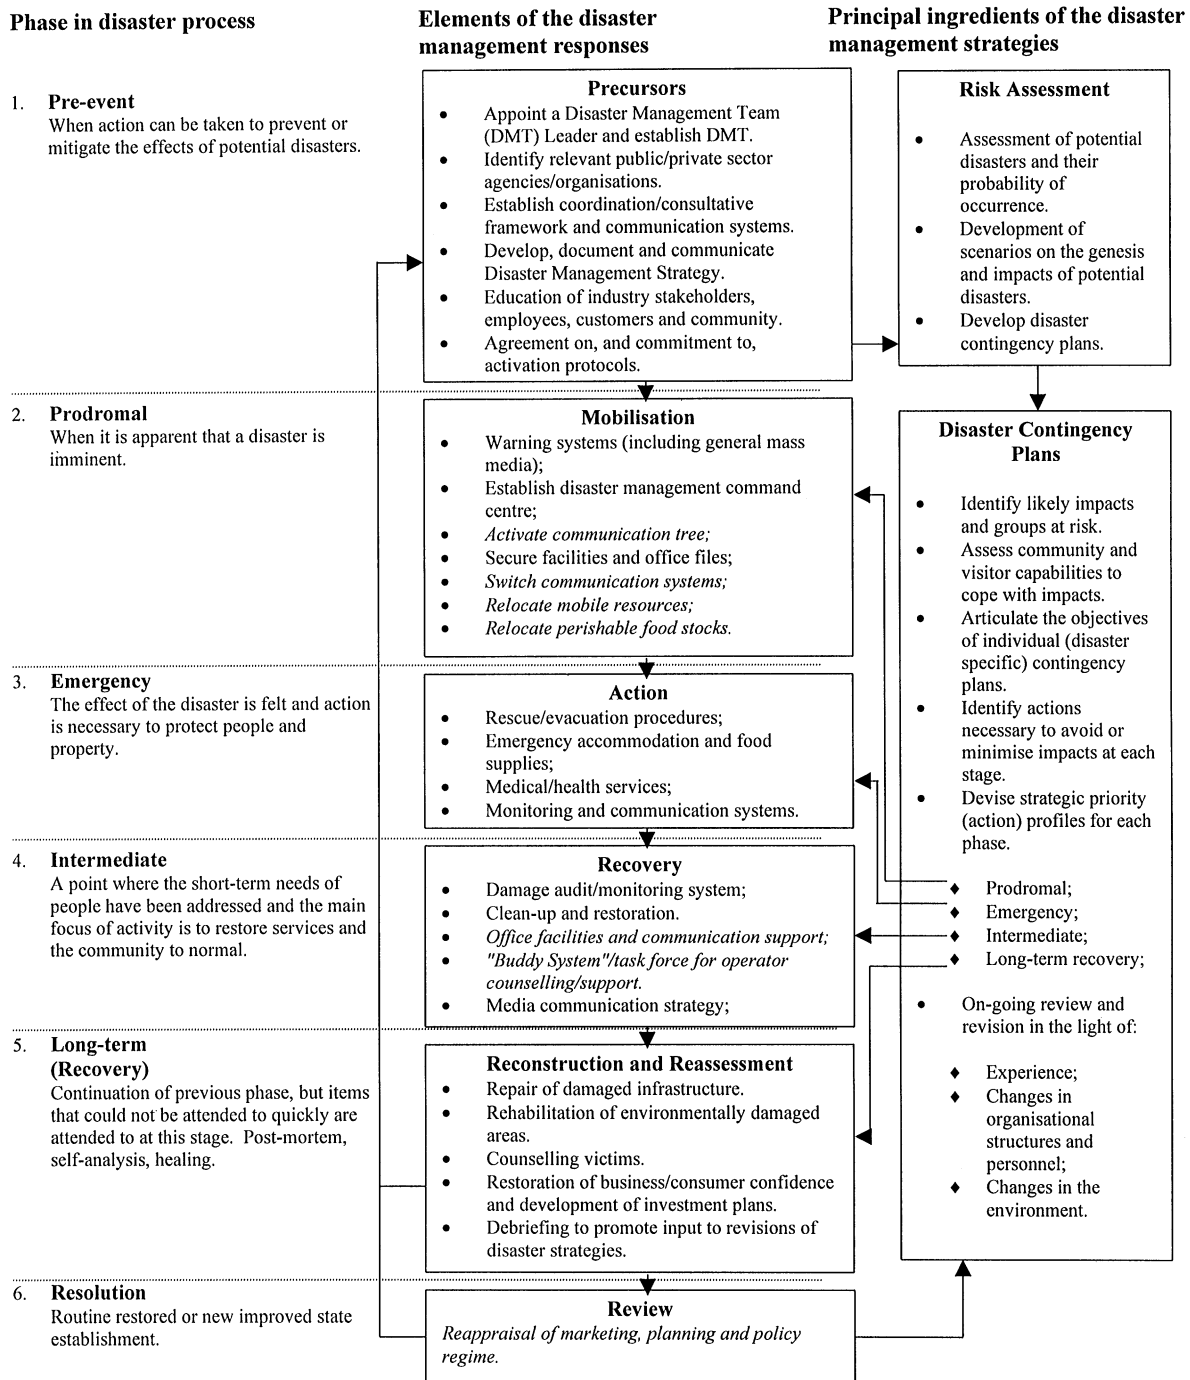 Phase in disaster process
Elements of the disaster
management responses
Principal ingredients of the disaster
management strategies
1. Pre-event
When action can be taken to prevent or
mitigate the effects of potential disasters.
Precursors
• Appoint a Disaster Management Team
(DMT) Leader and establish DMT.
• Identify relevant public/private sector
agencies/organisations.
• Establish coordination/consultative
framework and communication systems.
• Develop, document and communicate
Disaster Management Strategy.
• Education of industry stakeholders,
employees, customers and community.
• Agreement on, and commitment to,
activation protocols.
Risk Assessment
• Assessment of potential
disasters and their
probability of
occurrence.
• Development of
scenarios on the genesis
and impacts of potential
disasters.
• Develop disaster
contingency plans.
2. Prodromal
When it is apparent that a disaster is
imminent.
Mobilisation
• Warning systems (including general mass
media);
• Establish disaster management command
centre;
• Activate communication tree;
• Secure facilities and office files;
• Switch communication systems;
• Relocate mobile resources;
• Relocate perishable food stocks.
Disaster Contingency
Plans
• Identify likely impacts
and groups at risk.
• Assess community and
visitor capabilities to
cope with impacts.
• Articulate the objectives
of individual (disaster
specific) contingency
plans.
• Identify actions
necessary to avoid or
minimise impacts at each
stage.
• Devise strategic priority
(action) profiles for each
phase.
♦ Prodromal;
♦ Emergency;
♦ Intermediate;
♦ Long-term recovery;
• On-going review and
revision in the light of:
♦ Experience;
♦ Changes in
organisational
structures and
personnel;
♦ Changes in the
environment.
3. Emergency
The effect of the disaster is felt and action
is necessary to protect people and
property.
Action
• Rescue/evacuation procedures;
• Emergency accommodation and food
supplies;
• Medical/health services;
• Monitoring and communication systems.
4. Intermediate
A point where the short-term needs of
people have been addressed and the main
focus of activity is to restore services and
the community to normal.
Recovery
• Damage audit/monitoring system;
• Clean-up and restoration.
• Office facilities and communication support;
• "Buddy System"/task force for operator
counselling/support.
• Media communication strategy;
5. Long-term
(Recovery)
Continuation of previous phase, but items
that could not be attended to quickly are
attended to at this stage. Post-mortem,
self-analysis, healing.
Reconstruction and Reassessment
• Repair of damaged infrastructure.
• Rehabilitation of environmentally damaged
areas.
• Counselling victims.
• Restoration of business/consumer confidence
and development of investment plans.
• Debriefing to promote input to revisions of
disaster strategies.
6. Resolution
Routine restored or new improved state
establishment.
Review
Reappraisal of marketing, planning and policy
regime.